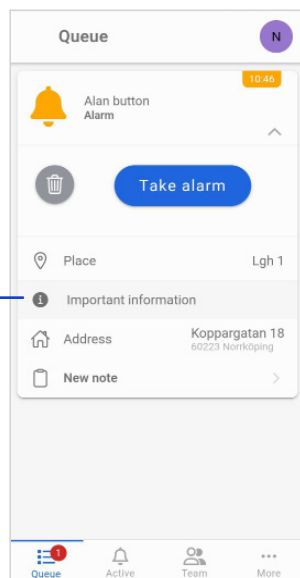 Queue
N
10:46
Alan button
Alarm
Take alarm
Place
Lgh 1
Important information
Address
Koppargatan 18
60223 Norrköping
New note
1
Queue
Active
Team
More